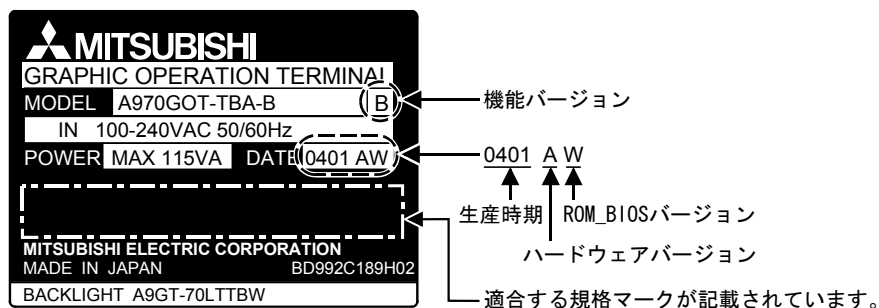 MITSUBISHI
GRAPHIC OPERATION TERMINAL
MODEL A970GOT-TBA-B B
機能バージョン
IN 100-240VAC 50/60Hz
POWER MAX 115VA DATE 0401 AW
0401 A W
生産時期 ROM_BIOSバージョン
ハードウェアバージョン
MITSUBISHI ELECTRIC CORPORATION
MADE IN JAPAN BD992C189H02
BACKLIGHT A9GT-70LTTBW
適合する規格マークが記載されています。